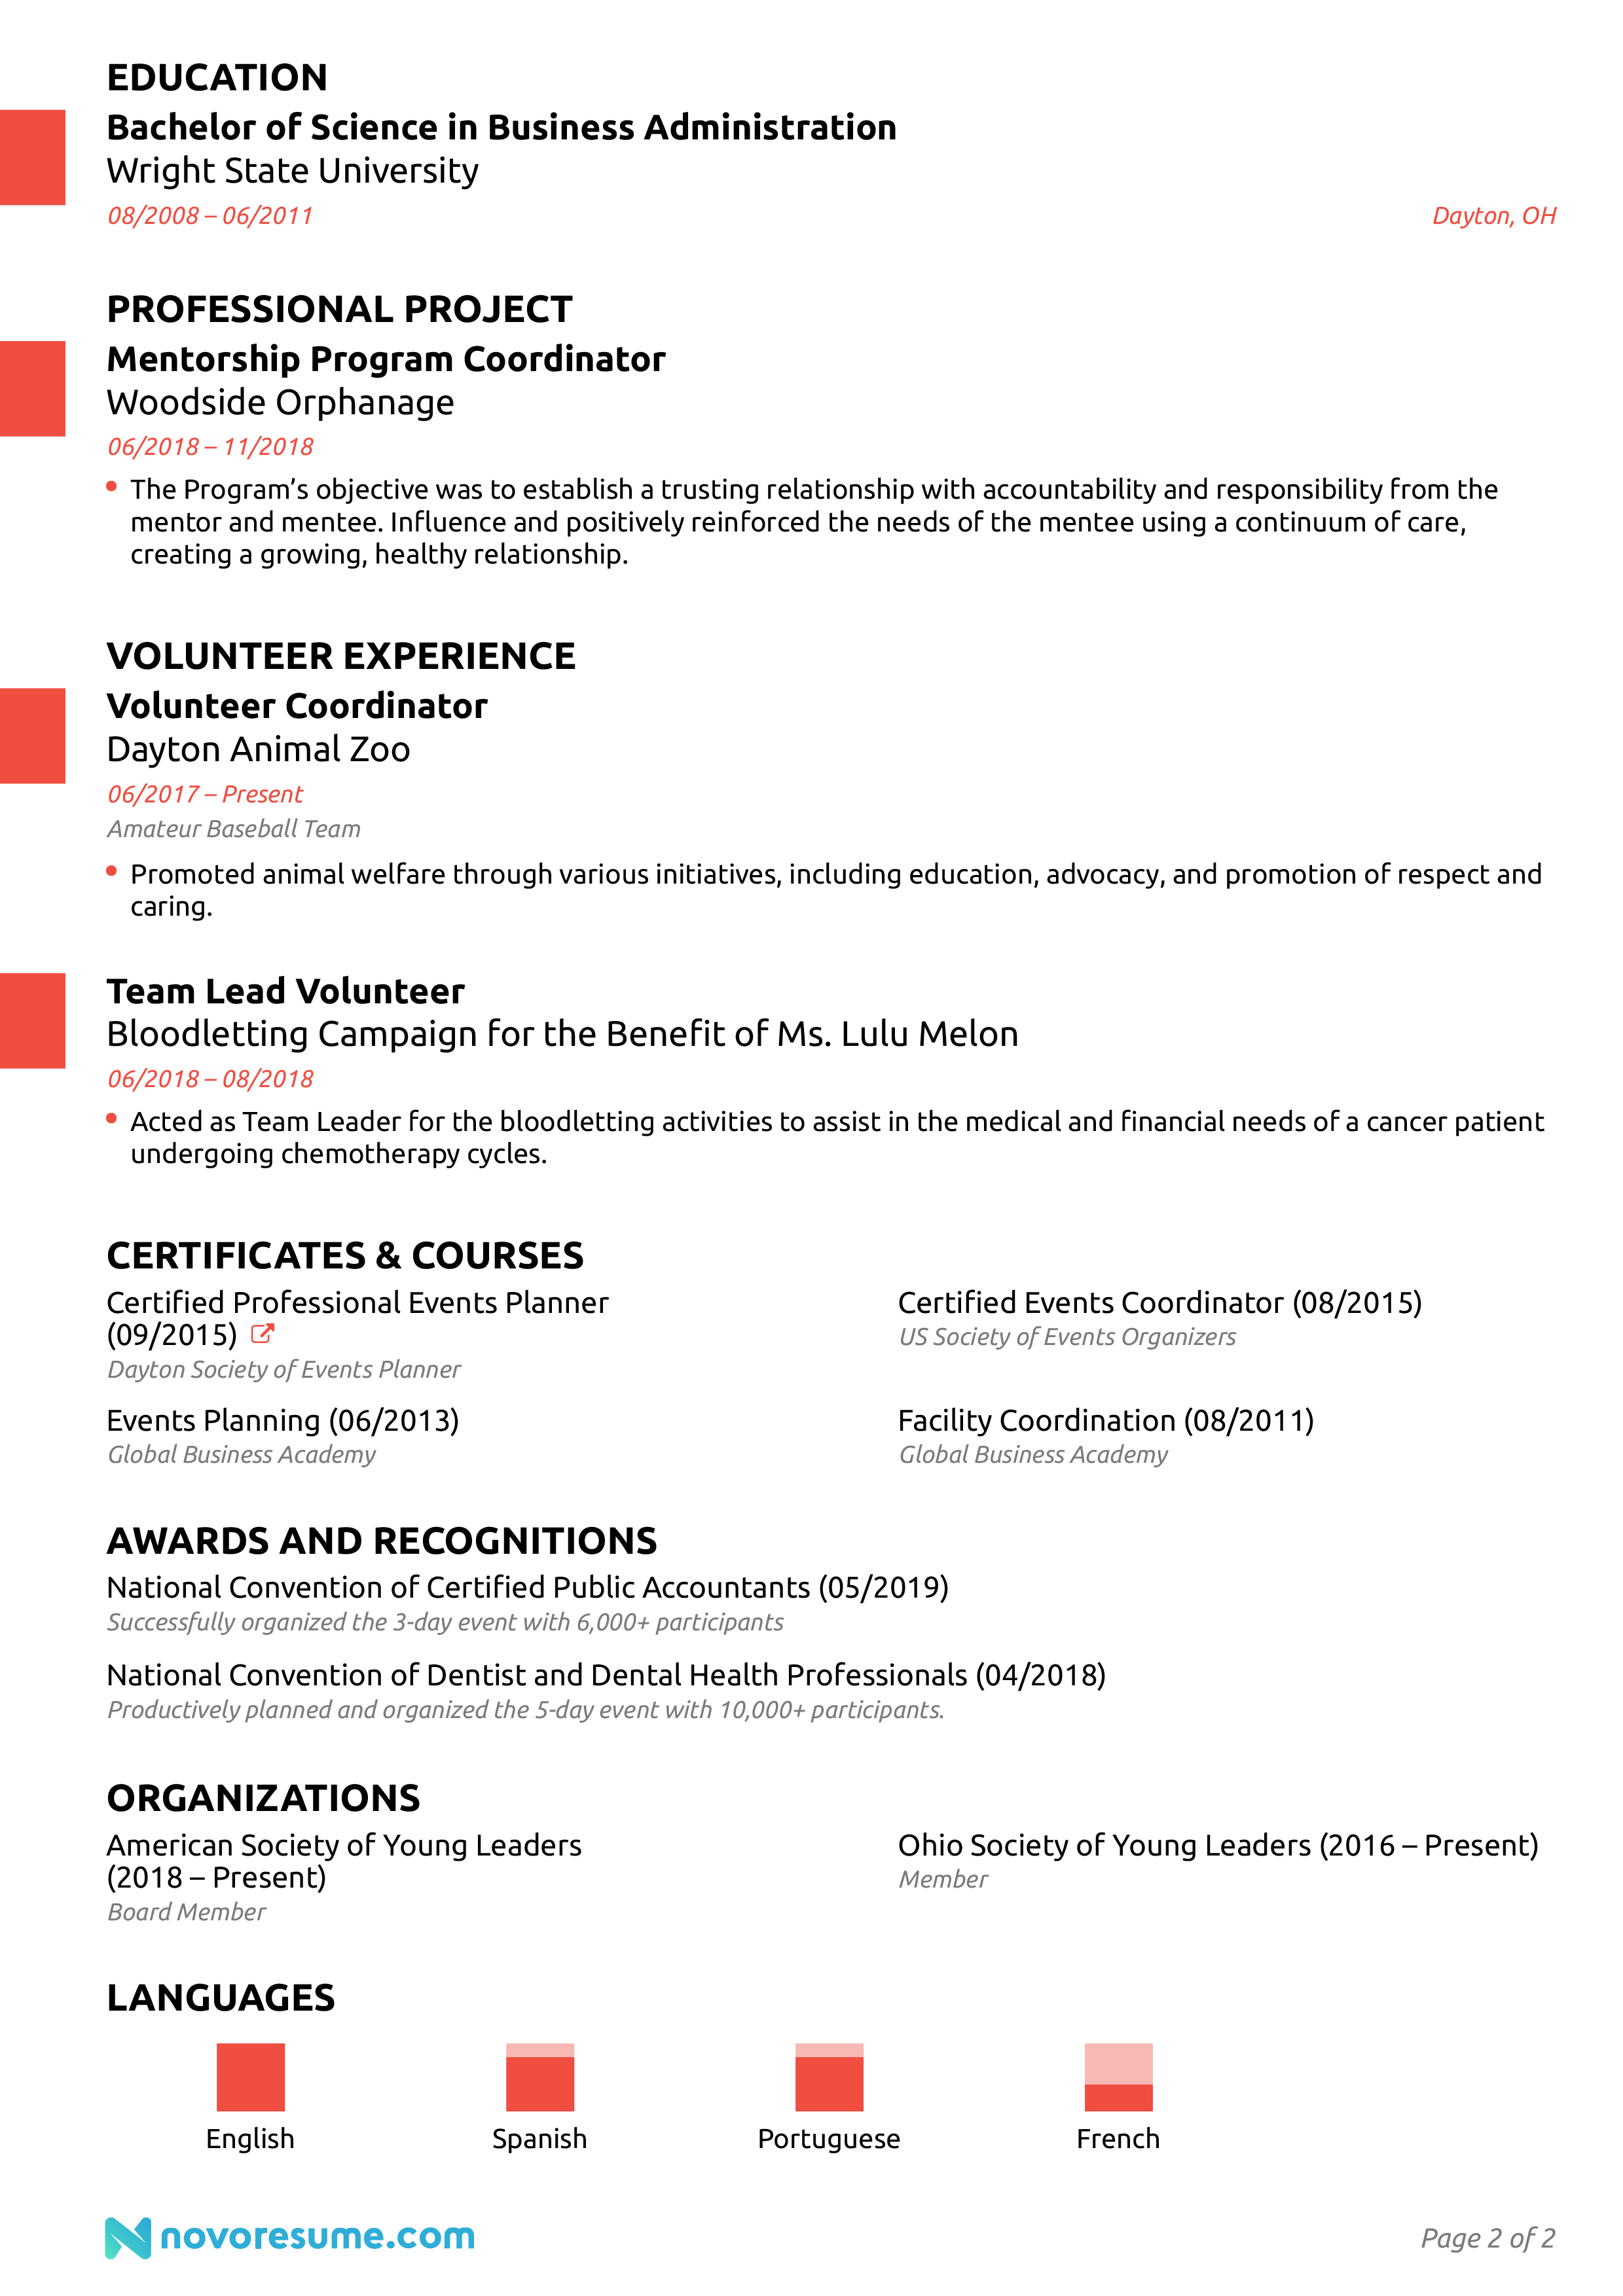 EDUCATION
Bachelor of Science in Business Administration
Wright State University
08/2008 – 06/2011
Dayton, OH
PROFESSIONAL PROJECT
Mentorship Program Coordinator
Woodside Orphanage
06/2018 – 11/2018
The Program's objective was to establish a trusting relationship with accountability and responsibility from the
mentor and mentee. Influence and positively reinforced the needs of the mentee using a continuum of care,
creating a growing, healthy relationship.
VOLUNTEER EXPERIENCE
Volunteer Coordinator
Dayton Animal Zoo
06/2017 – Present
Amateur Baseball Team
Promoted animal welfare through various initiatives, including education, advocacy, and promotion of respect and
caring.
Team Lead Volunteer
Bloodletting Campaign for the Benefit of Ms. Lulu Melon
06/2018 – 08/2018
Acted as Team Leader for the bloodletting activities to assist in the medical and financial needs of a cancer patient
undergoing chemotherapy cycles.
CERTIFICATES & COURSES
Certified Professional Events Planner
(09/2015)
Dayton Society of Events Planner
Certified Events Coordinator (08/2015)
US Society of Events Organizers
Events Planning (06/2013)
Global Business Academy
Facility Coordination (08/2011)
Global Business Academy
AWARDS AND RECOGNITIONS
National Convention of Certified Public Accountants (05/2019)
Successfully organized the 3-day event with 6,000+ participants
National Convention of Dentist and Dental Health Professionals (04/2018)
Productively planned and organized the 5-day event with 10,000+ participants.
ORGANIZATIONS
American Society of Young Leaders
(2018 – Present)
Board Member
Ohio Society of Young Leaders (2016 – Present)
Member
LANGUAGES
English
Spanish
Portuguese
French
novoresume.com
Page 2 of 2